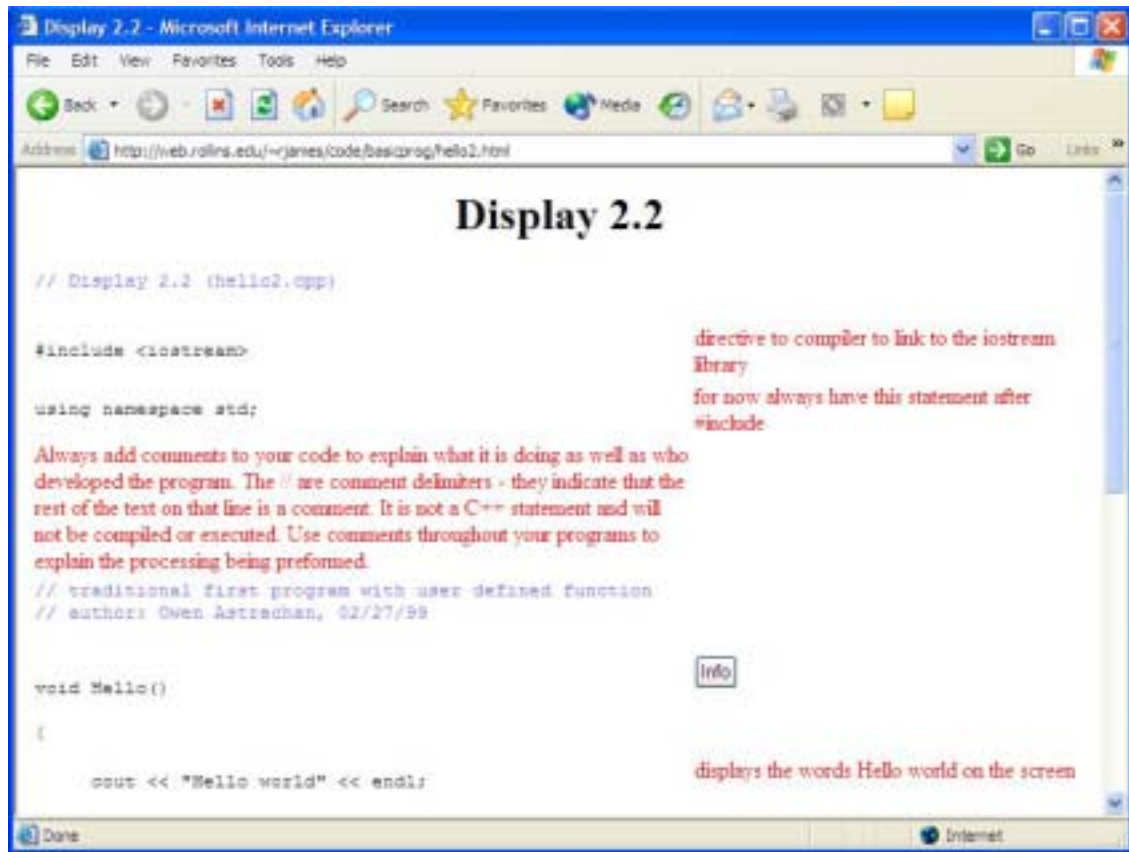 Display 2.2 - Microsoft Internet Explorer
File Edit View Favorites Tools Help
Back Search Favorites Media
Address http://web.rollins.edu/~rjames/code/basicprog/hello2.html Go Links »
Display 2.2
// Display 2.2 (hello2.cpp)
#include <iostream>
directive to compiler to link to the iostream
library
using namespace std;
for now always have this statement after
#include
Always add comments to your code to explain what it is doing as well as who
developed the program. The // are comment delimiters - they indicate that the
rest of the text on that line is a comment. It is not a C++ statement and will
not be compiled or executed. Use comments throughout your programs to
explain the processing being preformed.
// traditional first program with user defined function
// author: Owen Astrachan, 02/27/99
void Hello()
Info
{
cout << "Hello world" << endl;
displays the words Hello world on the screen
Done Internet